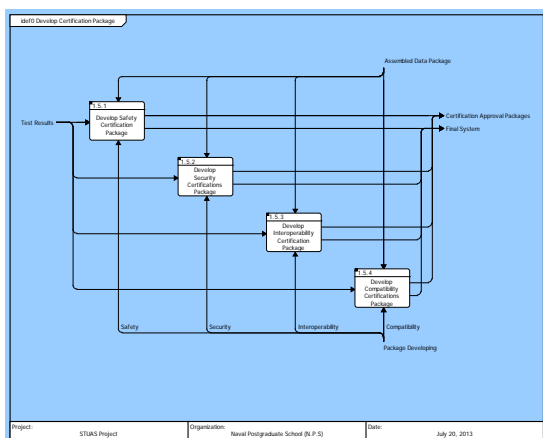 idef0 Develop Certification Package
Assembled Data Package
1.5.1
Develop Safety
Certification
Package
Test Results
Certification Approval Packages
Final System
1.5.2
Develop
Security
Certifications
Package
1.5.3
Develop
Interoperability
Certification
Package
1.5.4
Develop
Compatibility
Certifications
Package
Safety
Security
Interoperability
Compatibility
Package Developing
Project:
STUAS Project
Organization:
Naval Postgraduate School (N.P.S)
Date:
July 20, 2013